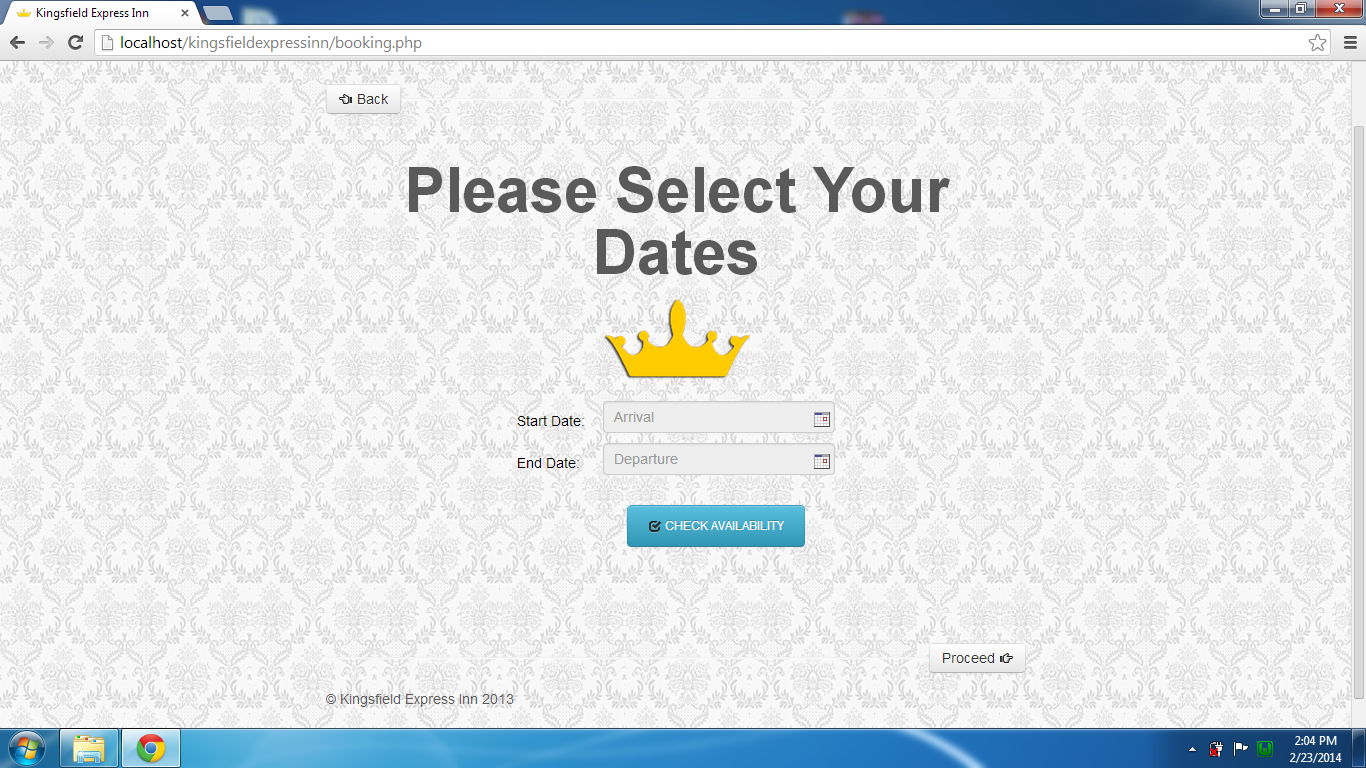 Kingsfield Express Inn
localhost/kingsfieldexpressinn/booking.php
Back
Please Select Your
Dates
Start Date: Arrival
End Date: Departure
CHECK AVAILABILITY
Proceed
© Kingsfield Express Inn 2013
2:04 PM
2/23/2014